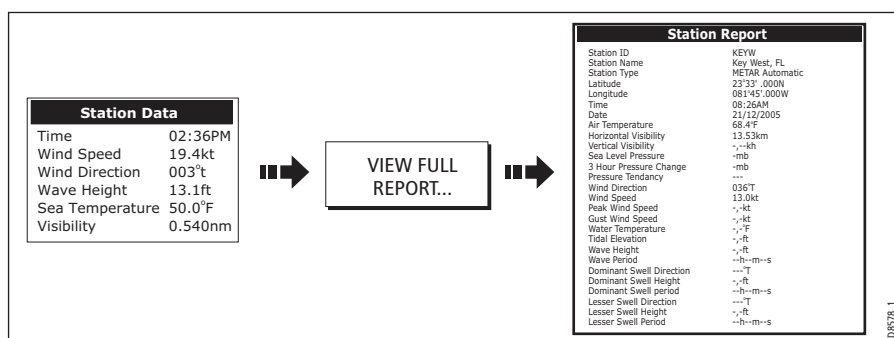 Station Data
Time 02:36PM
Wind Speed 19.4kt
Wind Direction 003°t
Wave Height 13.1ft
Sea Temperature 50.0°F
Visibility 0.540nm
VIEW FULL
REPORT...
Station Report
Station ID KEYW
Station Name Key West, FL
Station Type METAR Automatic
Latitude 23°33' .000N
Longitude 081°45'.000W
Time 08:26AM
Date 21/12/2005
Air Temperature 68.4°F
Horizontal Visibility 13.53km
Vertical Visibility -,--kh
Sea Level Pressure -mb
3 Hour Pressure Change -mb
Pressure Tendancy ---
Wind Direction 036°T
Wind Speed 13.0kt
Peak Wind Speed -,-kt
Gust Wind Speed -,-kt
Water Temperature -,-°F
Tidal Elevation -,-ft
Wave Height -,-ft
Wave Period --h--m--s
Dominant Swell Direction ---°T
Dominant Swell Height -,-ft
Dominant Swell period --h--m--s
Lesser Swell Direction ---°T
Lesser Swell Height -,-ft
Lesser Swell Period --h--m--s
D8578_1